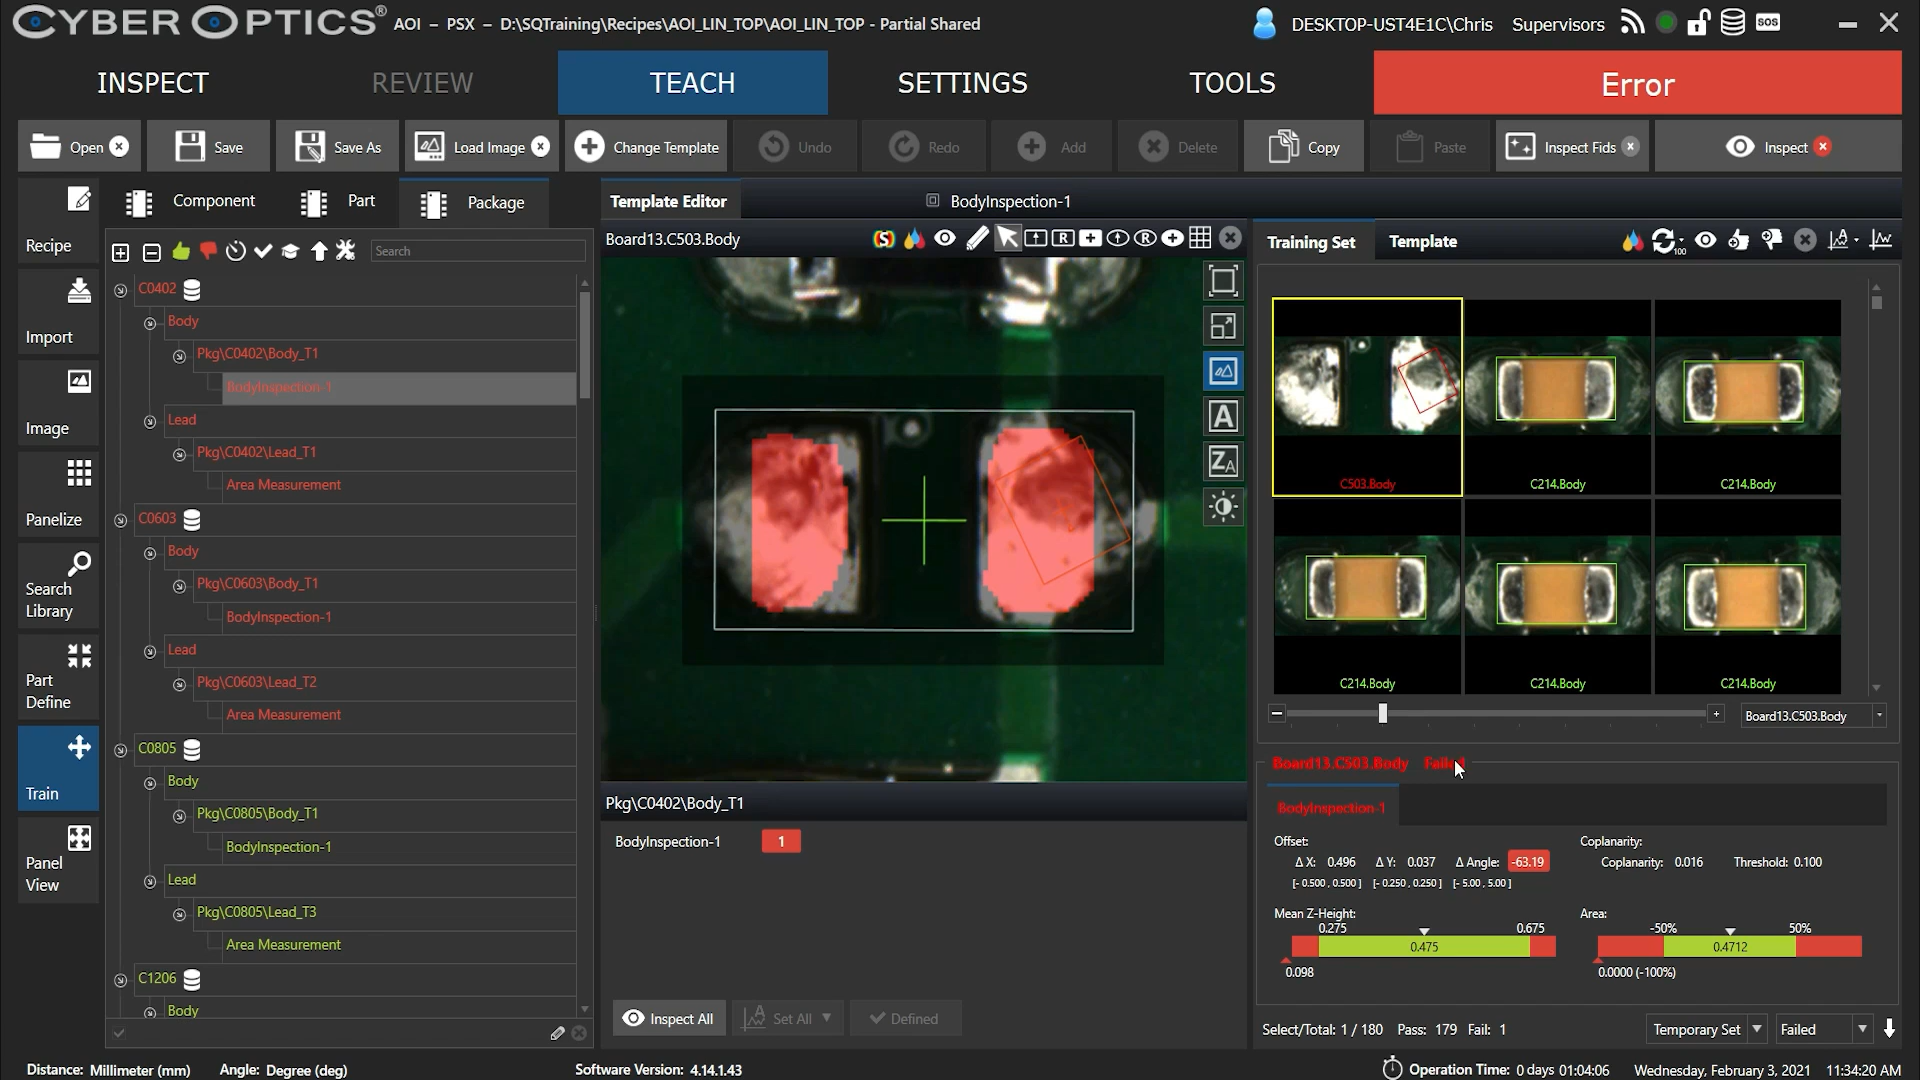 CYBEROPTICS® AOI – PSX – D:\SQTraining\Recipes\AOI_LIN_TOP\AOI_LIN_TOP - Partial Shared
DESKTOP-UST4E1C\Chris Supervisors SOS
INSPECT REVIEW TEACH SETTINGS TOOLS Error
Open Save Save As Load Image Change Template Undo Redo Add Delete Copy Paste Inspect Fids Inspect
Recipe
Import
Image
Panelize
Search
Library
Part
Define
Train
Panel
View
Component Part Package
Search
C0402
Body
Pkg\C0402\Body_T1
BodyInspection-1
Lead
Pkg\C0402\Lead_T1
Area Measurement
C0603
Body
Pkg\C0603\Body_T1
BodyInspection-1
Lead
Pkg\C0603\Lead_T2
Area Measurement
C0805
Body
Pkg\C0805\Body_T1
BodyInspection-1
Lead
Pkg\C0805\Lead_T3
Area Measurement
C1206
Body
Template Editor BodyInspection-1
Board13.C503.Body
S R R
A
ZA
Pkg\C0402\Body_T1
BodyInspection-1 1
Inspect All Set All Defined
Training Set Template
100
C503.Body C214.Body C214.Body
C214.Body C214.Body C214.Body
Board13.C503.Body
Board13.C503.Body
BodyInspection-1
Offset:
Δ X: 0.496 Δ Y: 0.037 Δ Angle: -63.19
[- 0.500 , 0.500 ] [- 0.250 , 0.250 ] [- 5.00 , 5.00 ]
Coplanarity:
Coplanarity: 0.016 Threshold: 0.100
Mean Z-Height:
0.275 0.675
0.475
0.098
Area:
-50% 50%
0.4712
0.0000 (-100%)
Select/Total: 1 / 180 Pass: 179 Fail: 1
Temporary Set Failed
Distance: Millimeter (mm) Angle: Degree (deg) Software Version: 4.14.1.43 Operation Time: 0 days 01:04:06 Wednesday, February 3, 2021 11:34:20 AM